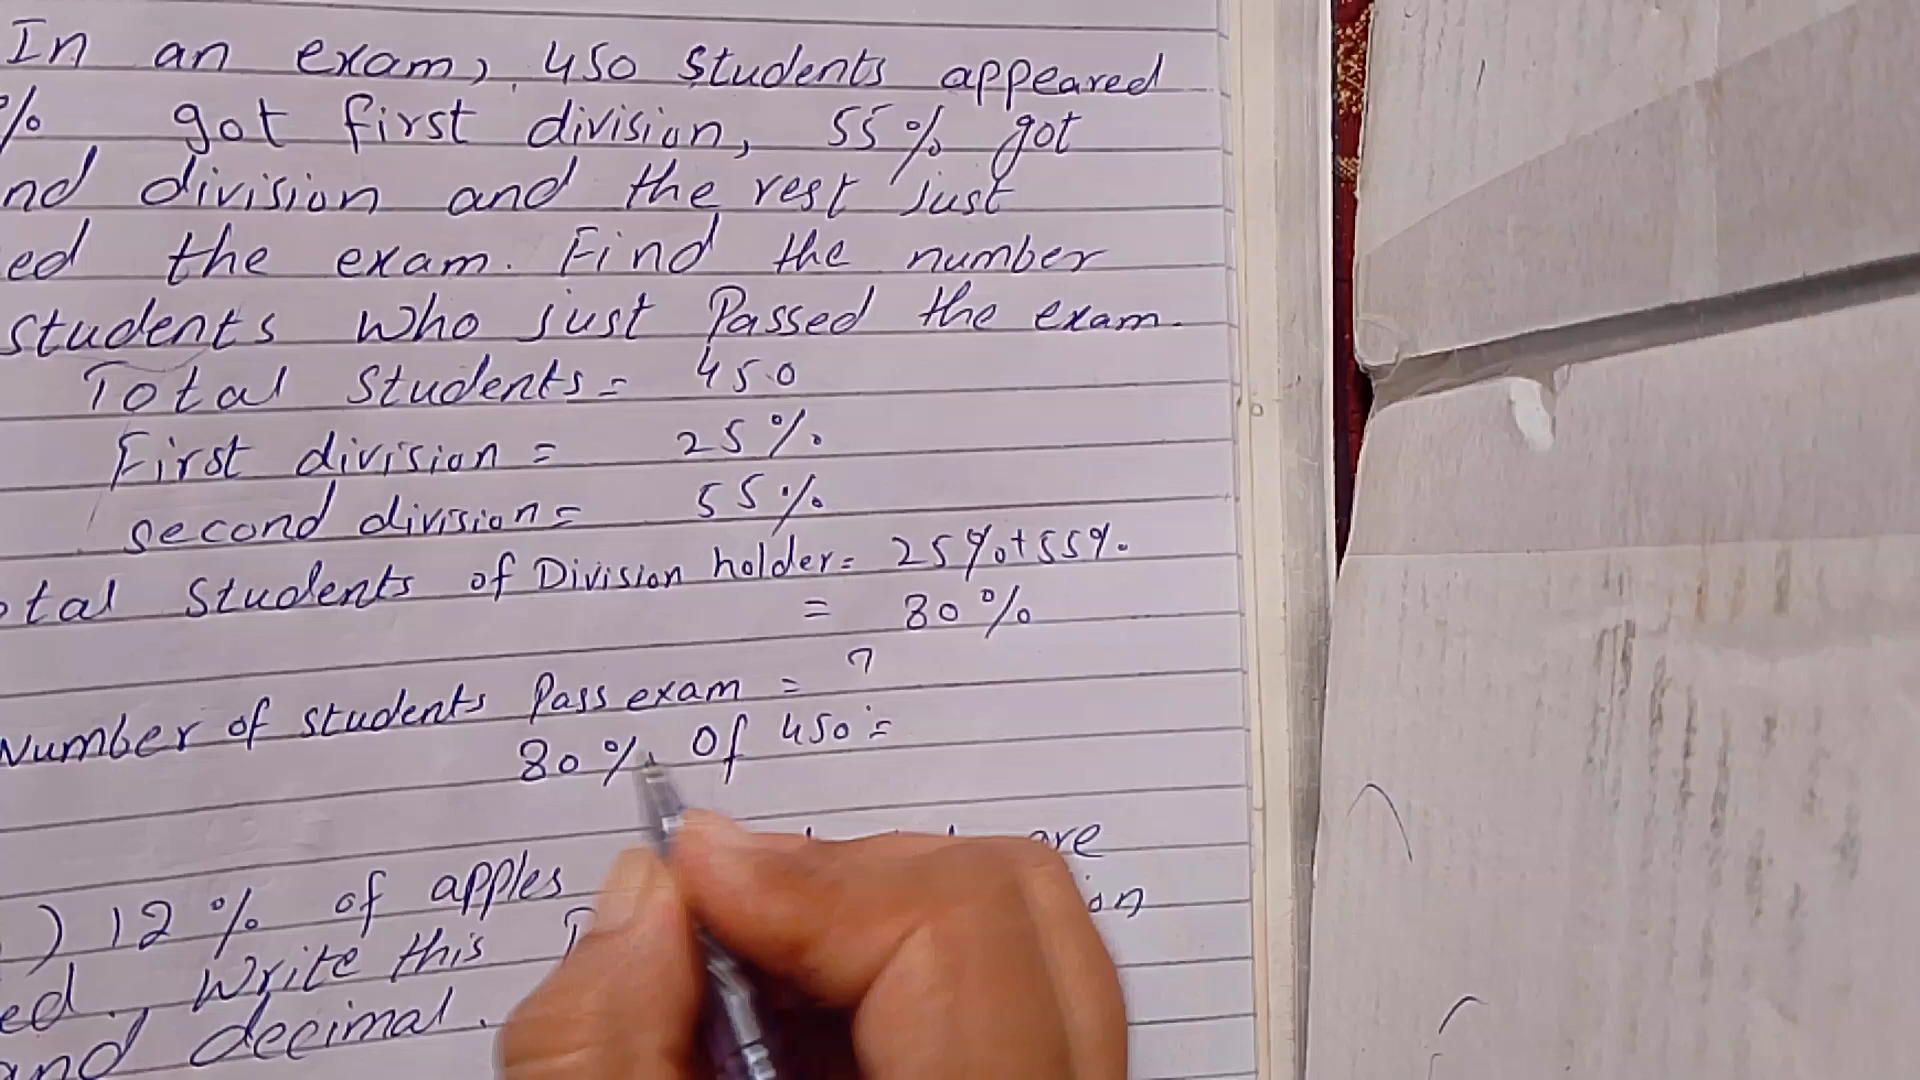 In an exam, 450 students appeared
% got first division, 55% got
nd division and the rest just
ed the exam. Find the number
students who just Passed the exam.
Total students = 450
First division = 25%
second division = 55%
otal students of Division holder = 25%+55%
= 80%
Number of students Pass exam = ?
80% of 450 =
) 12% of apples are
ed. Write this on
and decimal.